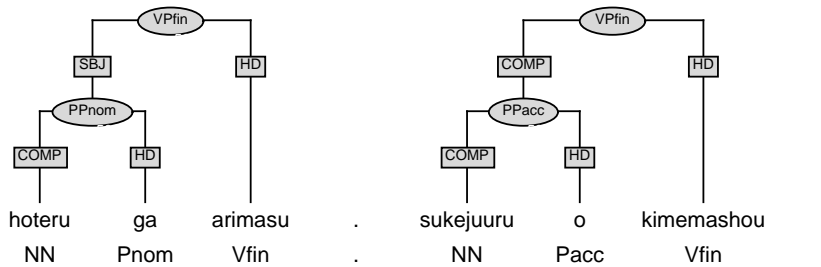 VPfin VPfin
SBJ HD COMP HD
PPnom PPacc
COMP HD COMP HD
hoteru ga arimasu . sukejuuru o kimemashou
NN Pnom Vfin . NN Pacc Vfin